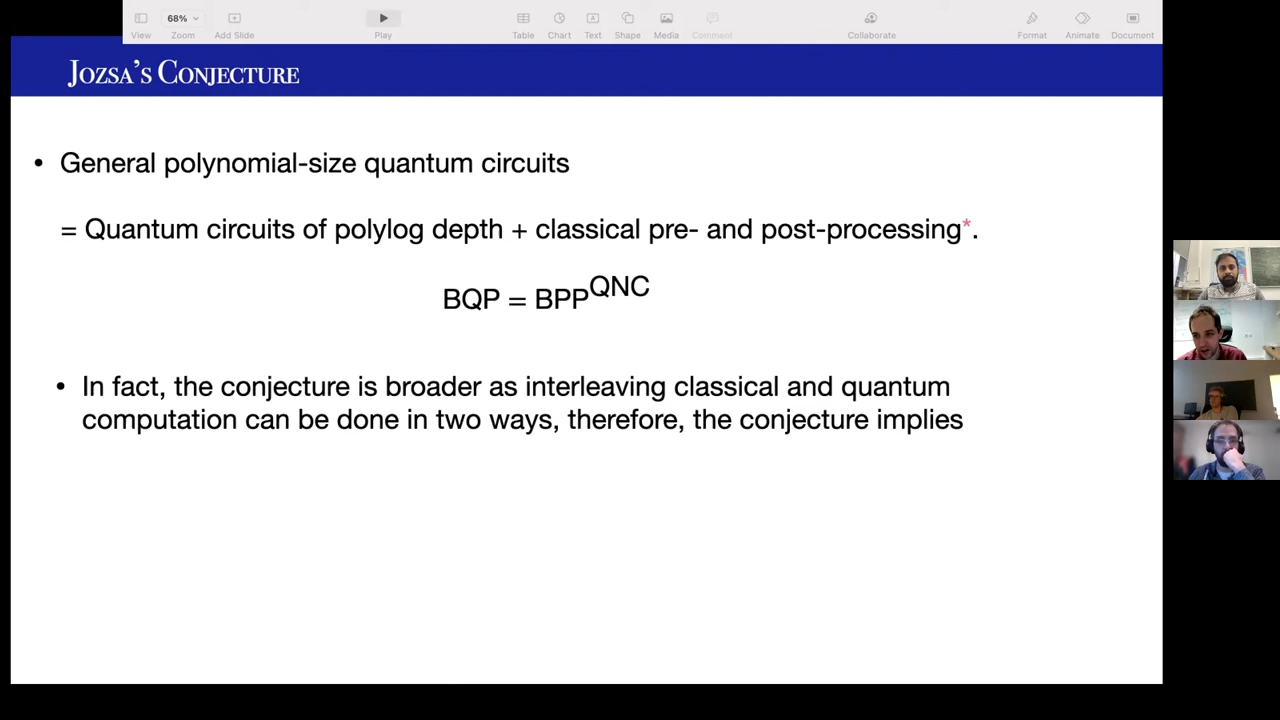 68%
View
Zoom
Add Slide
Play
Table
Chart
Text
Shape
Media
Comment
Collaborate
Format
Animate
Document
JOZSA'S CONJECTURE
• General polynomial-size quantum circuits
= Quantum circuits of polylog depth + classical pre- and post-processing*.
BQP = BPP^QNC
• In fact, the conjecture is broader as interleaving classical and quantum
computation can be done in two ways, therefore, the conjecture implies